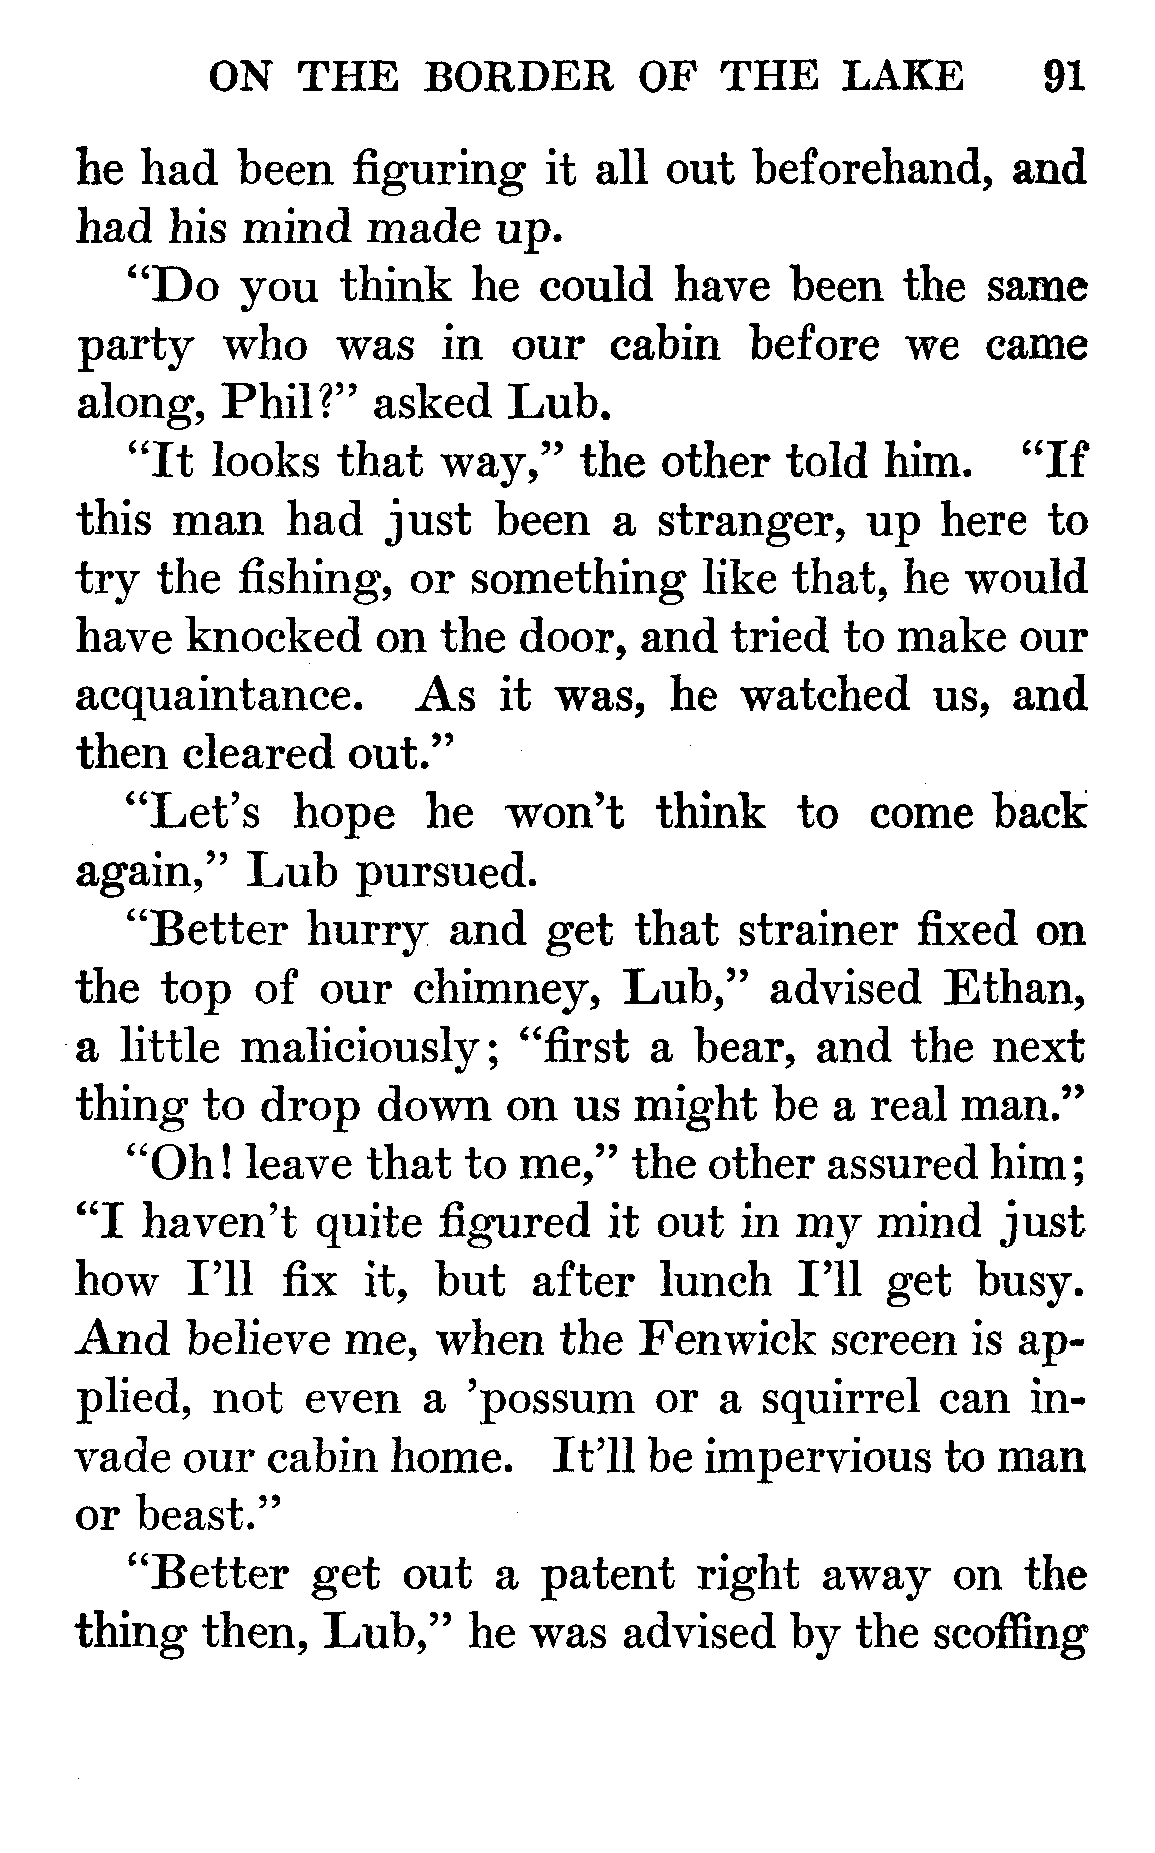 ON THE BORDER OF THE LAKE 91
he had been figuring it all out beforehand, and
had his mind made up.
“Do you think he could have been the same
party who was in our cabin before we came
along, Phil?” asked Lub.
“It looks that way,” the other told him. “If
this man had just been a stranger, up here to
try the fishing, or something like that, he would
have knocked on the door, and tried to make our
acquaintance. As it was, he watched us, and
then cleared out.”
“Let’s hope he won’t think to come back
again,” Lub pursued.
“Better hurry and get that strainer fixed on
the top of our chimney, Lub,” advised Ethan,
a little maliciously; “first a bear, and the next
thing to drop down on us might be a real man.”
“Oh! leave that to me,” the other assured him;
“I haven’t quite figured it out in my mind just
how I’ll fix it, but after lunch I’ll get busy.
And believe me, when the Fenwick screen is ap-
plied, not even a ’possum or a squirrel can in-
vade our cabin home. It’ll be impervious to man
or beast.”
“Better get out a patent right away on the
thing then, Lub,” he was advised by the scoffing